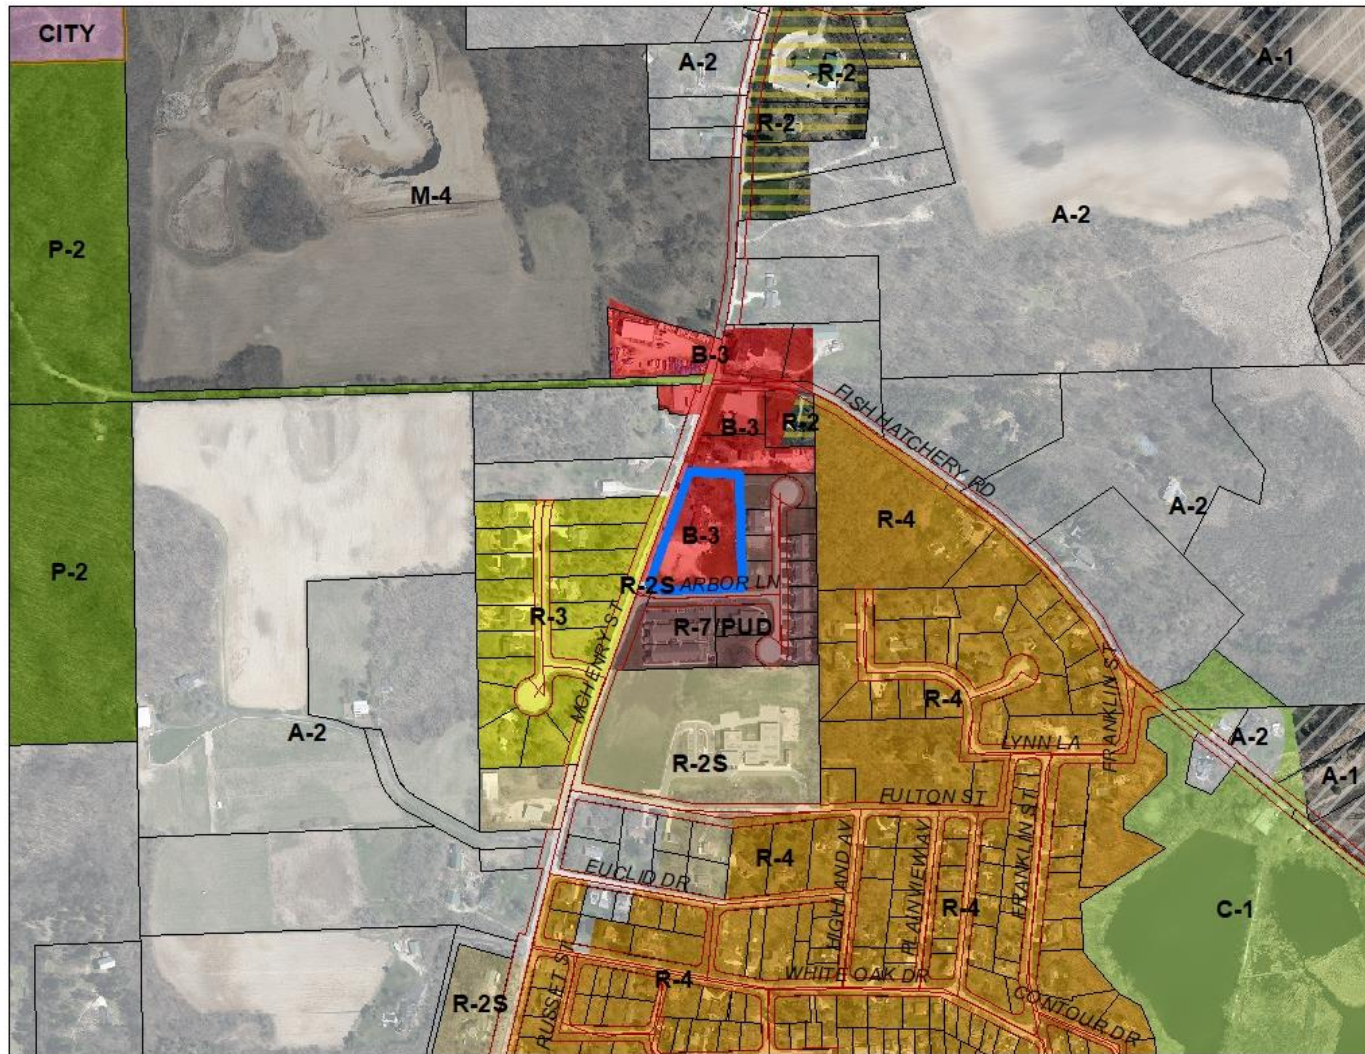 CITY
A-2
R-2
A-1
R-2
M-4
A-2
P-2
B-3
FISH HATCHERY RD
B-3
R-2
A-2
R-4
B-3
P-2
R-2S
ARBOR LN
R-3
R-7/PUD
MCHENRY ST
R-4
FRANKLIN ST
A-2
A-2
LYNN LA
R-2S
A-1
FULTON ST
EUCLID DR
R-4
HIGHLAND AV
PLAINVIEW AV
FRANKLIN ST
R-4
C-1
R-4
WHITE OAK DR
R-2S
RUSSET ST
CONTOUR DR